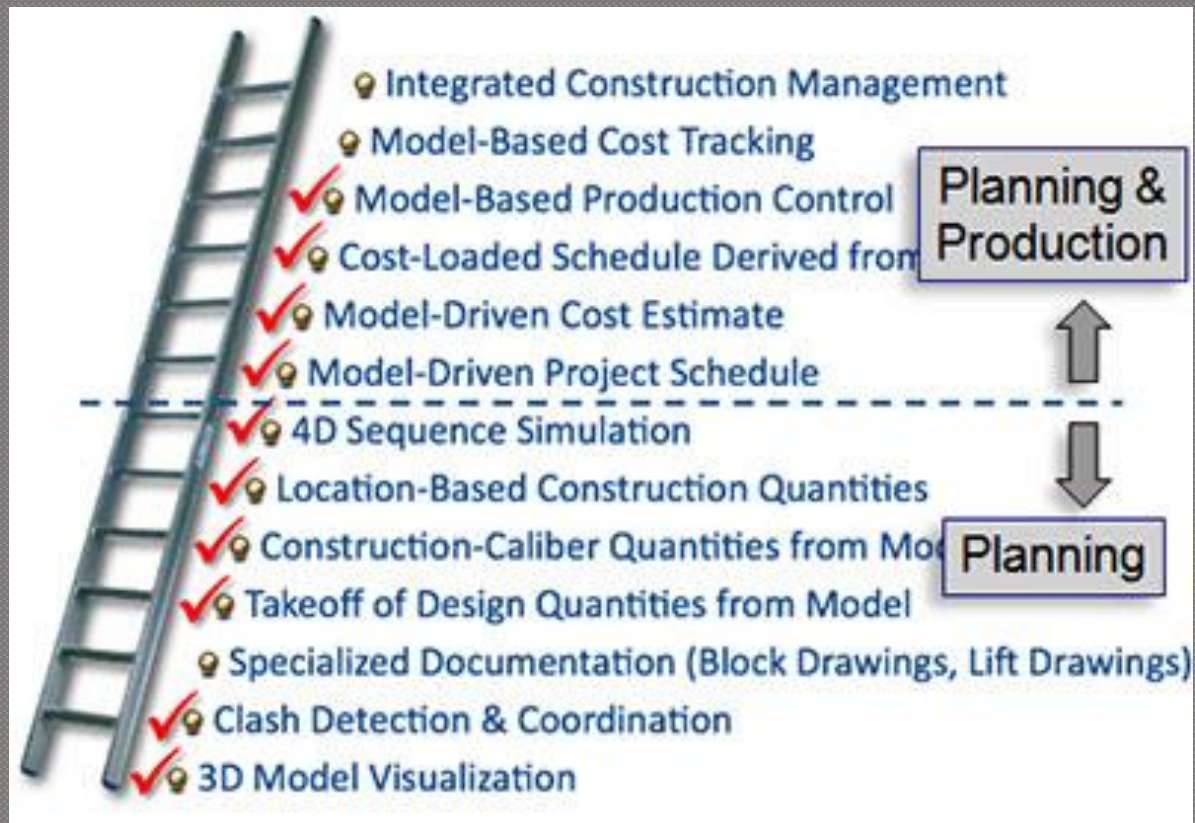 Integrated Construction Management
Model-Based Cost Tracking
Model-Based Production Control
Cost-Loaded Schedule Derived from
Model-Driven Cost Estimate
Model-Driven Project Schedule
4D Sequence Simulation
Location-Based Construction Quantities
Construction-Caliber Quantities from
Takeoff of Design Quantities from Model
Specialized Documentation (Block Drawings, Lift Drawings)
Clash Detection & Coordination
3D Model Visualization
Planning &
Production
Planning